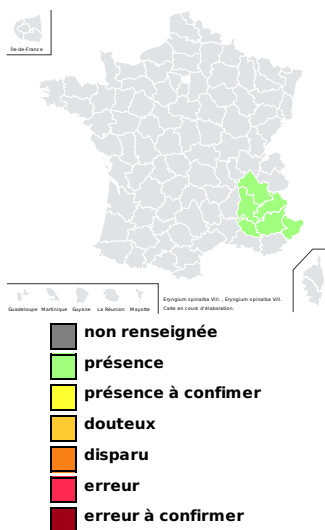 Île-de-France
Guadeloupe Martinique Guyane La Réunion Mayotte
Eryngium spinalba Vill. , Eryngium spinalba Vill.
Carte en cours d'élaboration.
non renseignée
présence
présence à confimer
douteux
disparu
erreur
erreur à confirmer